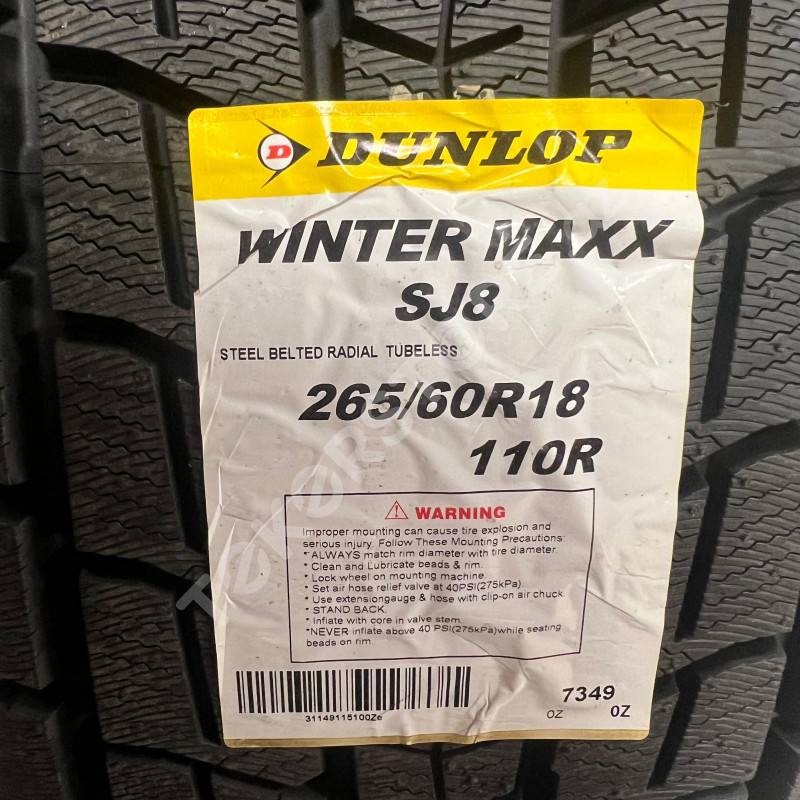 D DUNLOP
WINTER MAXX
SJ8
STEEL BELTED RADIAL TUBELESS
265/60R18
110R
WARNING
Improper mounting can cause tire explosion and
serious injury. Follow These Mounting Precautions:
* ALWAYS match rim diameter with tire diameter.
* Clean and Lubricate beads & rim.
* Lock wheel on mounting machine.
* Set air hose relief valve at 40PSI(275kPa).
* Use extensiongauge & hose with clip-on air chuck.
* STAND BACK.
* Inflate with core in valve stem.
*NEVER inflate above 40 PSI(275kPa)while seating
beads on rim.
31149115100Z6
7349
OZ 0Z